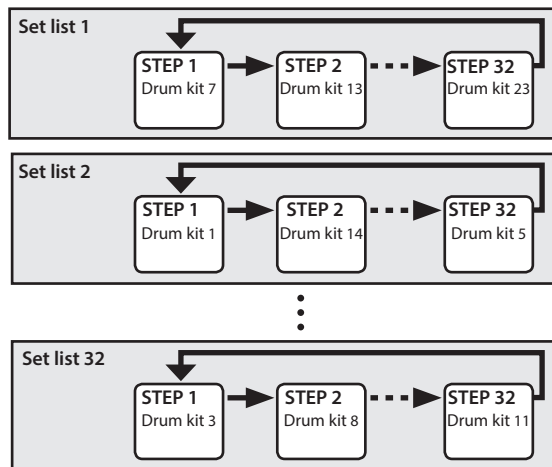 Set list 1
STEP 1
Drum kit 7
STEP 2
Drum kit 13
STEP 32
Drum kit 23
Set list 2
STEP 1
Drum kit 1
STEP 2
Drum kit 14
STEP 32
Drum kit 5
Set list 32
STEP 1
Drum kit 3
STEP 2
Drum kit 8
STEP 32
Drum kit 11